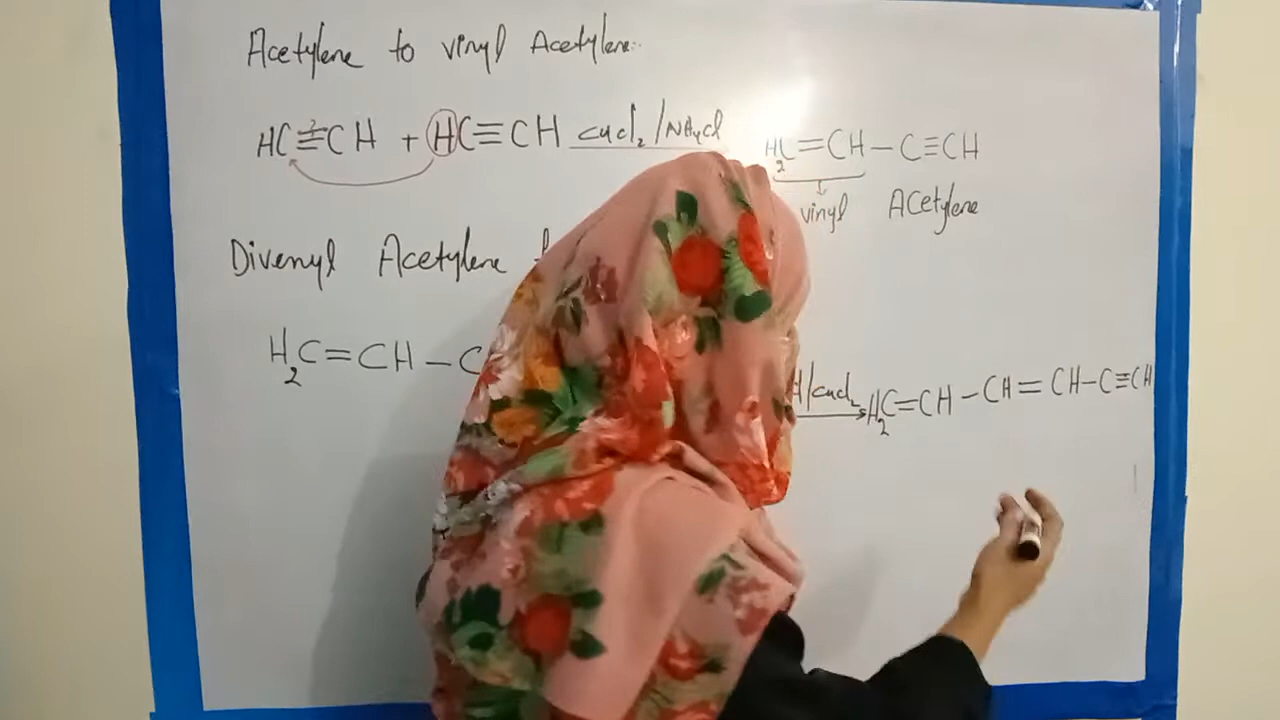 Acetylene to vinyl Acetylene:
HC≡CH + HC≡CH CuCl₂/NH₄Cl H₂C=CH-C≡CH
vinyl Acetylene
Divenyl Acetylene
H₂C=CH-C H/CuCl₂ H₂C=CH-CH=CH-C≡CH